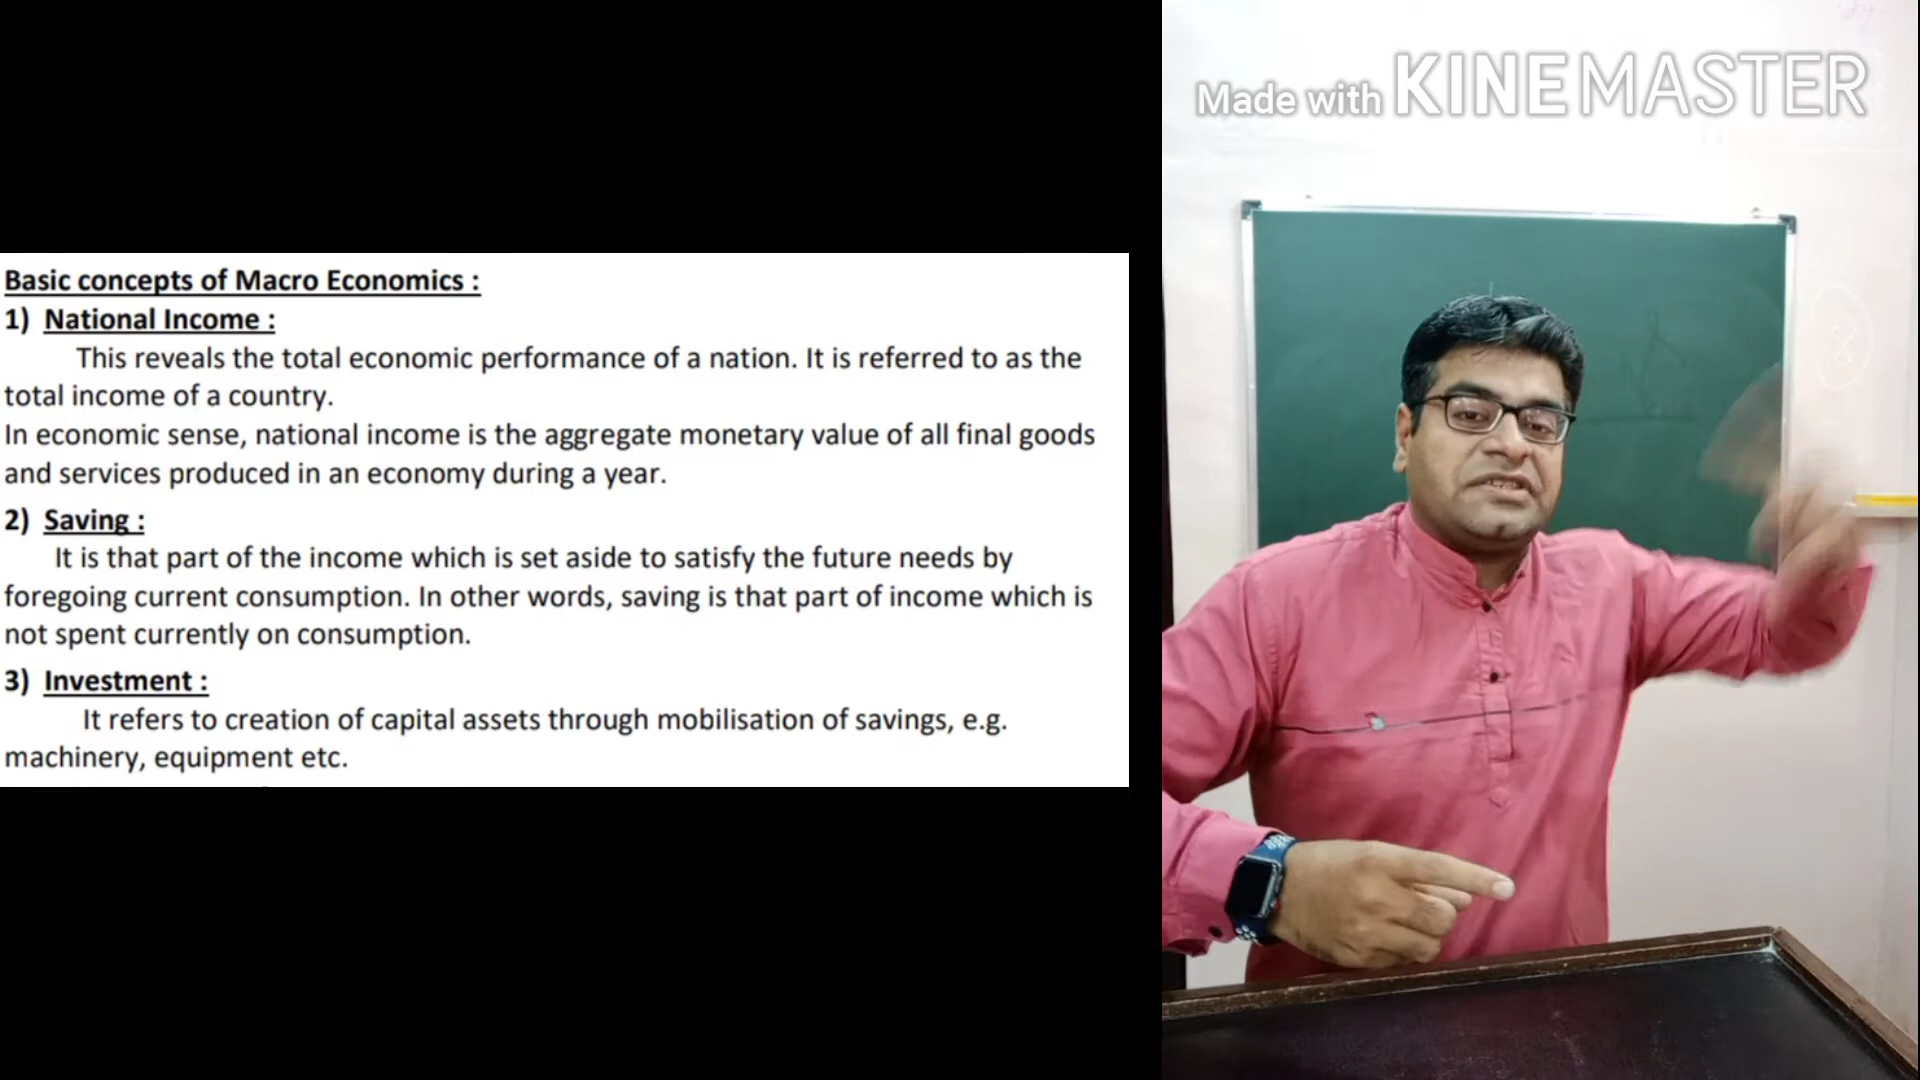 Made with KINEMASTER
Basic concepts of Macro Economics :
1) National Income :
This reveals the total economic performance of a nation. It is referred to as the
total income of a country.
In economic sense, national income is the aggregate monetary value of all final goods
and services produced in an economy during a year.
2) Saving :
It is that part of the income which is set aside to satisfy the future needs by
foregoing current consumption. In other words, saving is that part of income which is
not spent currently on consumption.
3) Investment :
It refers to creation of capital assets through mobilisation of savings, e.g.
machinery, equipment etc.